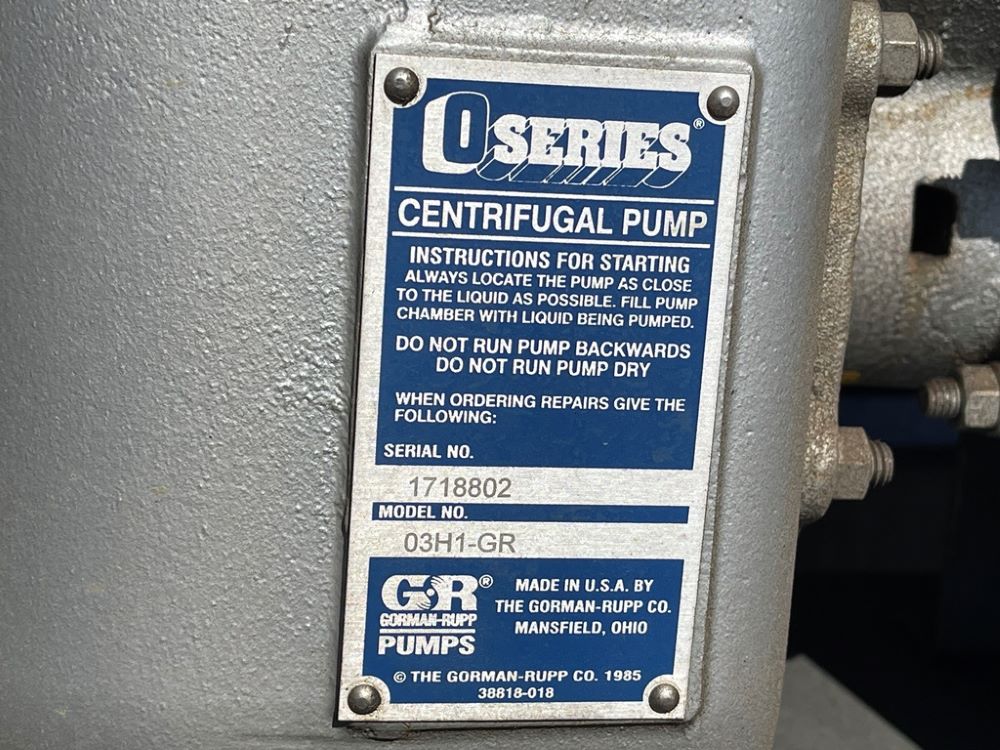 0 SERIES®
CENTRIFUGAL PUMP
INSTRUCTIONS FOR STARTING
ALWAYS LOCATE THE PUMP AS CLOSE
TO THE LIQUID AS POSSIBLE. FILL PUMP
CHAMBER WITH LIQUID BEING PUMPED.
DO NOT RUN PUMP BACKWARDS
DO NOT RUN PUMP DRY
WHEN ORDERING REPAIRS GIVE THE
FOLLOWING:
SERIAL NO.
1718802
MODEL NO.
03H1-GR
GR®
GORMAN-RUPP
PUMPS
MADE IN U.S.A. BY
THE GORMAN-RUPP CO.
MANSFIELD, OHIO
© THE GORMAN-RUPP CO. 1985
38818-018